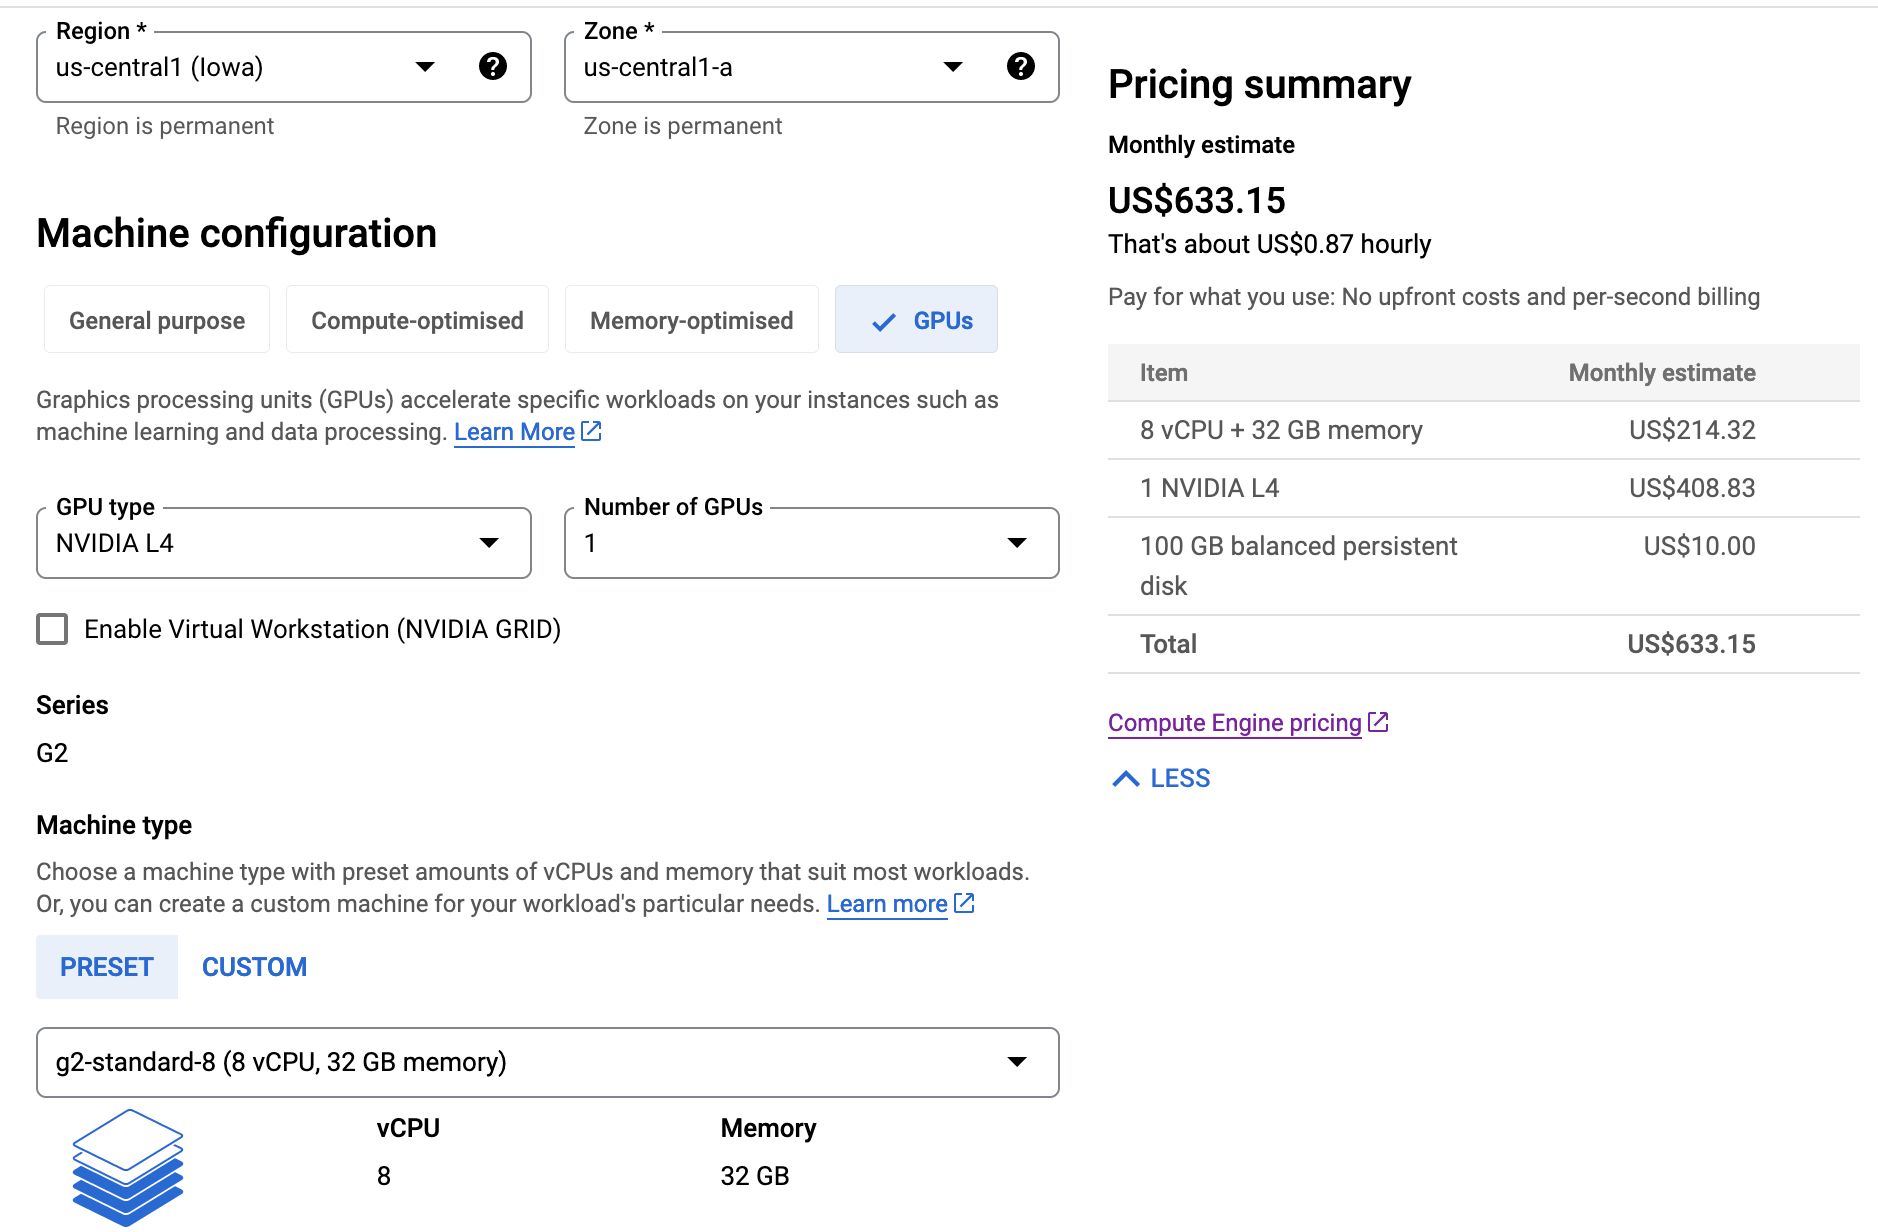 Region *
us-central1 (Iowa)
Region is permanent
Zone *
us-central1-a
Zone is permanent
Machine configuration
General purpose
Compute-optimised
Memory-optimised
GPUs
Graphics processing units (GPUs) accelerate specific workloads on your instances such as
machine learning and data processing. Learn More
GPU type
NVIDIA L4
Number of GPUs
1
Enable Virtual Workstation (NVIDIA GRID)
Series
G2
Machine type
Choose a machine type with preset amounts of vCPUs and memory that suit most workloads.
Or, you can create a custom machine for your workload's particular needs. Learn more
PRESET
CUSTOM
g2-standard-8 (8 vCPU, 32 GB memory)
vCPU
8
Memory
32 GB
Pricing summary
Monthly estimate
US$633.15
That's about US$0.87 hourly
Pay for what you use: No upfront costs and per-second billing
Item Monthly estimate
8 vCPU + 32 GB memory US$214.32
1 NVIDIA L4 US$408.83
100 GB balanced persistent US$10.00
disk
Total US$633.15
Compute Engine pricing
LESS